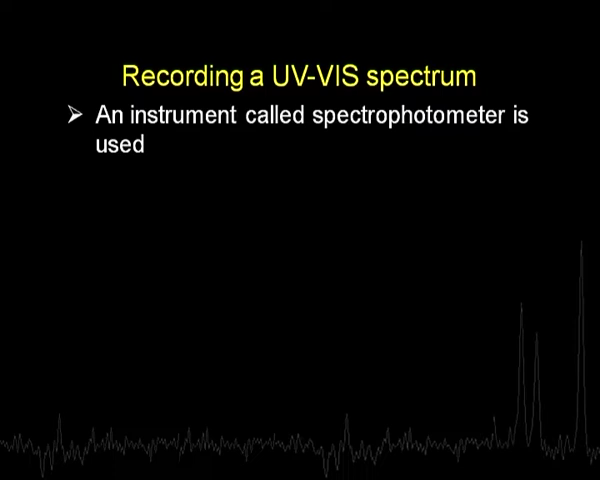 Recording a UV-VIS spectrum
➢ An instrument called spectrophotometer is
used